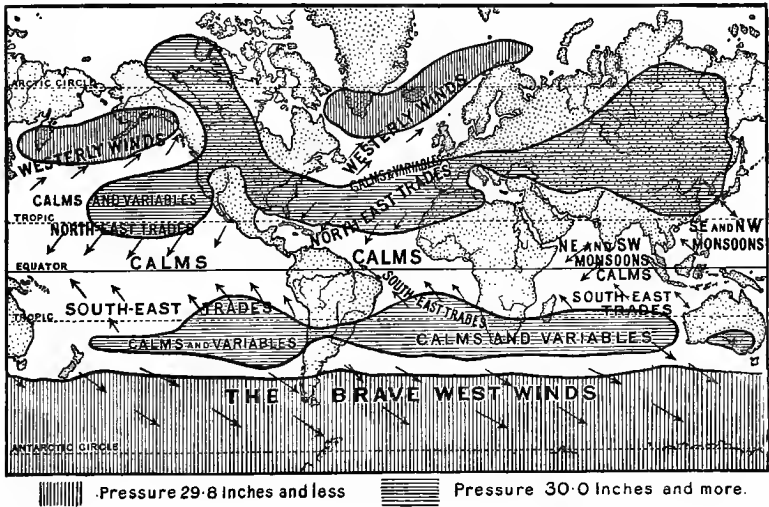 ARCTIC CIRCLE
WESTERLY WINDS
WESTERLY WINDS
CALMS & VARIABLES
CALMS AND VARIABLES
NORTH-EAST TRADES
TROPIC
NORTH-EAST TRADES
SE AND NW
MONSOONS
NE AND SW
MONSOONS
CALMS
CALMS
CALMS
EQUATOR
SOUTH-EAST TRADES
SOUTH-EAST TRADES
SOUTH-EAST
TRADES
TROPIC
CALMS AND VARIABLES
CALMS AND VARIABLES
THE BRAVE WEST WINDS
ANTARCTIC CIRCLE
Pressure 29·8 Inches and less
Pressure 30·0 Inches and more.